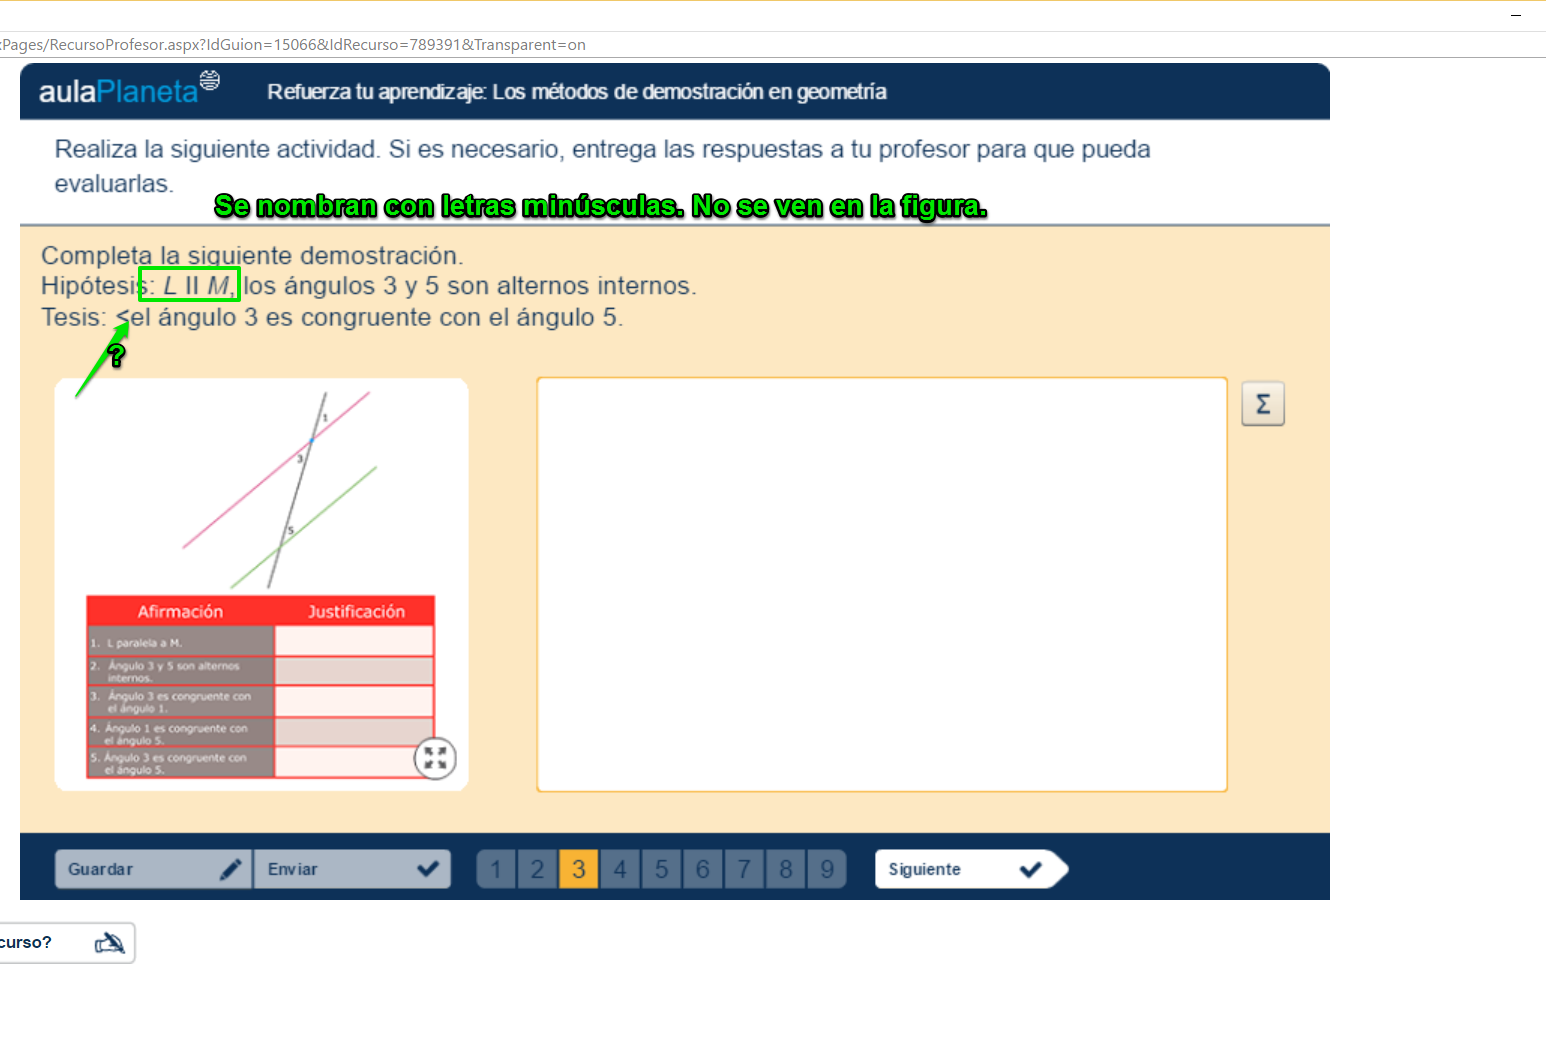 :Pages/RecursoProfesor.aspx?IdGuion=15066&IdRecurso=789391&Transparent=on
aulaPlaneta
Refuerza tu aprendizaje: Los métodos de demostración en geometría
Realiza la siguiente actividad. Si es necesario, entrega las respuestas a tu profesor para que pueda
evaluarlas.
Se nombran con letras minúsculas. No se ven en la figura.
Completa la siguiente demostración.
Hipótesis: L II M, los ángulos 3 y 5 son alternos internos.
Tesis: <el ángulo 3 es congruente con el ángulo 5.
?
1
3
5
Σ
Afirmación Justificación
1. L paralela a M.
2. Ángulo 3 y 5 son alternos
internos.
3. Ángulo 3 es congruente con
el ángulo 1.
4. Ángulo 1 es congruente con
el ángulo 5.
5. Ángulo 3 es congruente con
el ángulo 5.
Guardar Enviar 1 2 3 4 5 6 7 8 9 Siguiente
curso?